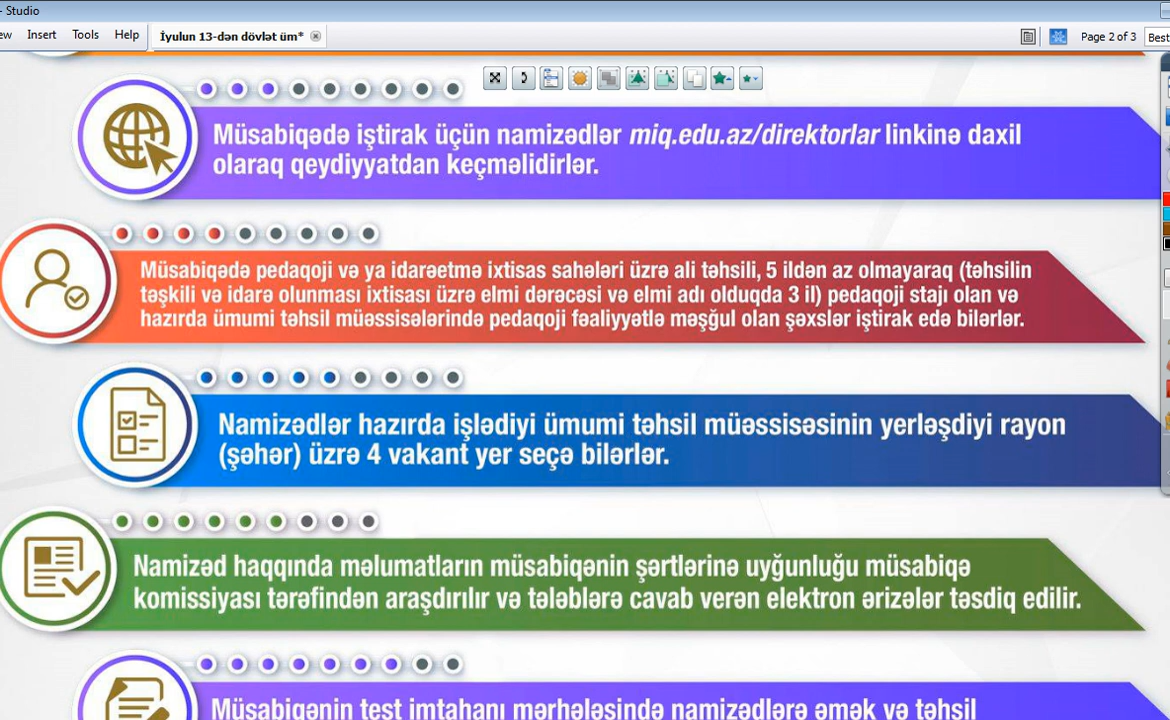 - Studio
ew Insert Tools Help İyulun 13-dən dövlət üm*
Page 2 of 3 Best
Müsabiqədə iştirak üçün namizədlər miq.edu.az/direktorlar linkinə daxil
olaraq qeydiyyatdan keçməlidirlər.
Müsabiqədə pedaqoji və ya idarəetmə ixtisas sahələri üzrə ali təhsili, 5 ildən az olmayaraq (təhsilin
təşkili və idarə olunması ixtisası üzrə elmi dərəcəsi və elmi adı olduqda 3 il) pedaqoji stajı olan və
hazırda ümumi təhsil müəssisələrində pedaqoji fəaliyyətlə məşğul olan şəxslər iştirak edə bilərlər.
Namizədlər hazırda işlədiyi ümumi təhsil müəssisəsinin yerləşdiyi rayon
(şəhər) üzrə 4 vakant yer seçə bilərlər.
Namizəd haqqında məlumatların müsabiqənin şərtlərinə uyğunluğu müsabiqə
komissiyası tərəfindən araşdırılır və tələblərə cavab verən elektron ərizələr təsdiq edilir.
Müsabiqənin test imtahanı mərhələsində namizədlərə əmək və təhsil